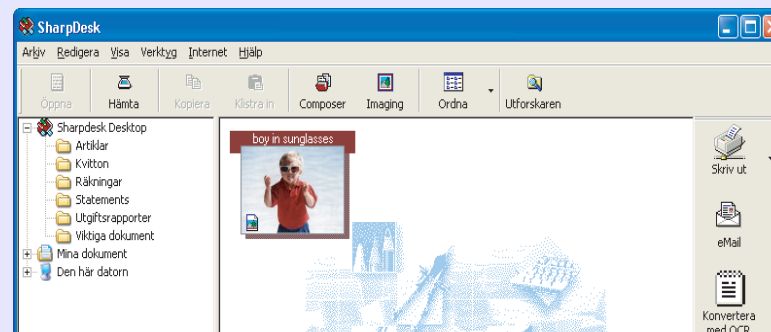 SharpDesk
Arkiv Redigera Visa Verktyg Internet Hjälp
Öppna Hämta Kopiera Klistra in Composer Imaging Ordna Utforskaren
Sharpdesk Desktop
Artiklar
Kvitton
Räkningar
Statements
Utgiftsrapporter
Viktiga dokument
Mina dokument
Den här datorn
boy in sunglasses
Skriv ut
eMail
Konvertera
med OCR